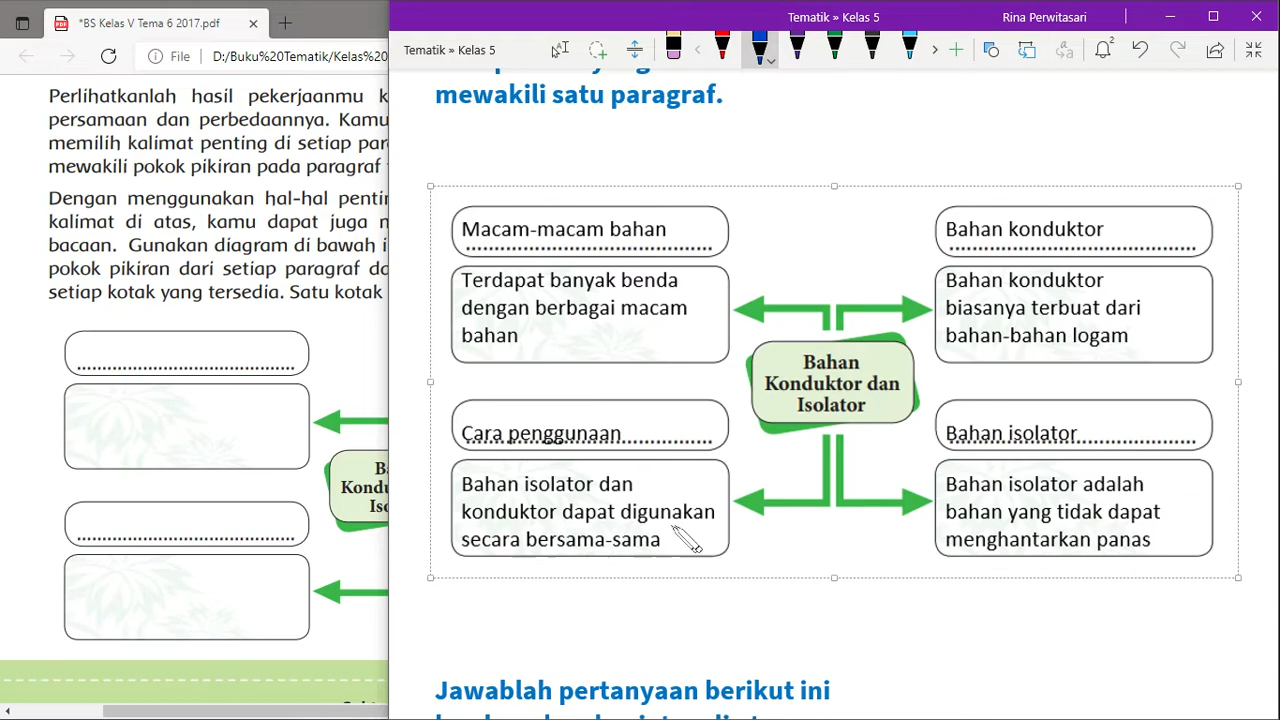 *BS Kelas V Tema 6 2017.pdf
File
D:/Buku%20Tematik/Kelas%20
Perlihatkanlah hasil pekerjaanmu k
persamaan dan perbedaannya. Kamu
memilih kalimat penting di setiap par
mewakili pokok pikiran pada paragraf
Dengan menggunakan hal-hal pentin
kalimat di atas, kamu dapat juga m
bacaan. Gunakan diagram di bawah i
pokok pikiran dari setiap paragraf da
setiap kotak yang tersedia. Satu kotak
Ba
Kondu
Iso
Tematik » Kelas 5
Rina Perwitasari
Tematik » Kelas 5
mewakili satu paragraf.
Macam-macam bahan
Terdapat banyak benda
dengan berbagai macam
bahan
Bahan konduktor
Bahan konduktor
biasanya terbuat dari
bahan-bahan logam
Bahan
Konduktor dan
Isolator
Cara penggunaan
Bahan isolator dan
konduktor dapat digunakan
secara bersama-sama
Bahan isolator
Bahan isolator adalah
bahan yang tidak dapat
menghantarkan panas
Jawablah pertanyaan berikut ini